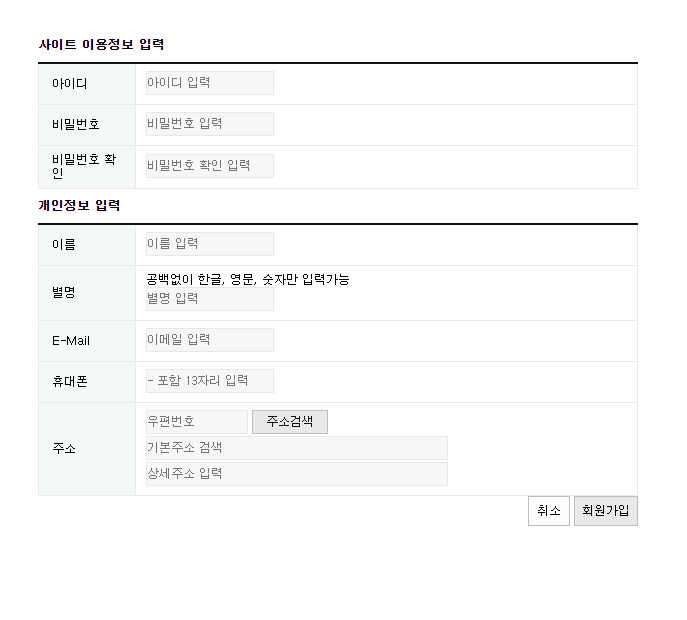 사이트 이용정보 입력
아이디
아이디 입력
비밀번호
비밀번호 입력
비밀번호 확
인
비밀번호 확인 입력
개인정보 입력
이름
이름 입력
별명
공백없이 한글, 영문, 숫자만 입력가능
별명 입력
E-Mail
이메일 입력
휴대폰
- 포함 13자리 입력
주소
우편번호 주소검색
기본주소 검색
상세주소 입력
취소 회원가입